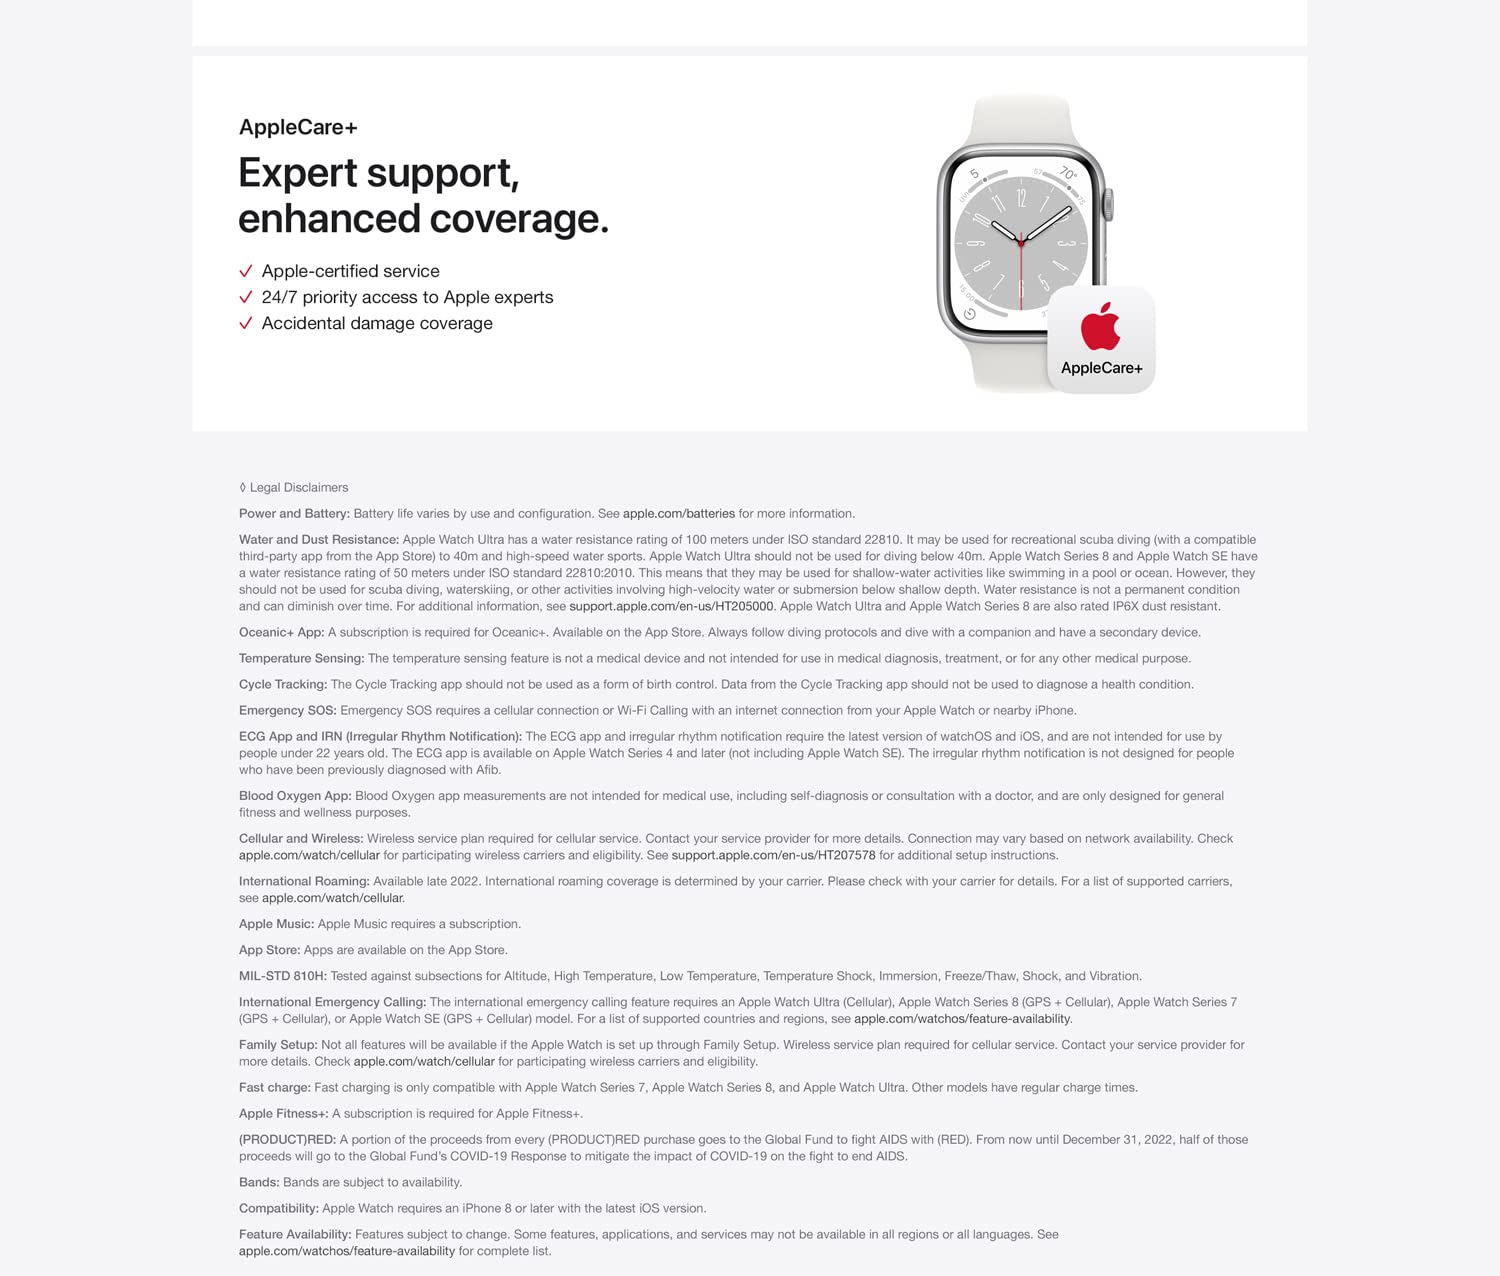 AppleCare+
Expert support,
enhanced coverage.
✓ Apple-certified service
✓ 24/7 priority access to Apple experts
✓ Accidental damage coverage
5
UVI
57
70°
75
12
11
10
9
7
6
4
3
15:00
AppleCare+
◊ Legal Disclaimers
Power and Battery: Battery life varies by use and configuration. See apple.com/batteries for more information.
Water and Dust Resistance: Apple Watch Ultra has a water resistance rating of 100 meters under ISO standard 22810. It may be used for recreational scuba diving (with a compatible
third-party app from the App Store) to 40m and high-speed water sports. Apple Watch Ultra should not be used for diving below 40m. Apple Watch Series 8 and Apple Watch SE have
a water resistance rating of 50 meters under ISO standard 22810:2010. This means that they may be used for shallow-water activities like swimming in a pool or ocean. However, they
should not be used for scuba diving, waterskiing, or other activities involving high-velocity water or submersion below shallow depth. Water resistance is not a permanent condition
and can diminish over time. For additional information, see support.apple.com/en-us/HT205000. Apple Watch Ultra and Apple Watch Series 8 are also rated IP6X dust resistant.
Oceanic+ App: A subscription is required for Oceanic+. Available on the App Store. Always follow diving protocols and dive with a companion and have a secondary device.
Temperature Sensing: The temperature sensing feature is not a medical device and not intended for use in medical diagnosis, treatment, or for any other medical purpose.
Cycle Tracking: The Cycle Tracking app should not be used as a form of birth control. Data from the Cycle Tracking app should not be used to diagnose a health condition.
Emergency SOS: Emergency SOS requires a cellular connection or Wi-Fi Calling with an internet connection from your Apple Watch or nearby iPhone.
ECG App and IRN (Irregular Rhythm Notification): The ECG app and irregular rhythm notification require the latest version of watchOS and iOS, and are not intended for use by
people under 22 years old. The ECG app is available on Apple Watch Series 4 and later (not including Apple Watch SE). The irregular rhythm notification is not designed for people
who have been previously diagnosed with Afib.
Blood Oxygen App: Blood Oxygen app measurements are not intended for medical use, including self-diagnosis or consultation with a doctor, and are only designed for general
fitness and wellness purposes.
Cellular and Wireless: Wireless service plan required for cellular service. Contact your service provider for more details. Connection may vary based on network availability. Check
apple.com/watch/cellular for participating wireless carriers and eligibility. See support.apple.com/en-us/HT207578 for additional setup instructions.
International Roaming: Available late 2022. International roaming coverage is determined by your carrier. Please check with your carrier for details. For a list of supported carriers,
see apple.com/watch/cellular.
Apple Music: Apple Music requires a subscription.
App Store: Apps are available on the App Store.
MIL-STD 810H: Tested against subsections for Altitude, High Temperature, Low Temperature, Temperature Shock, Immersion, Freeze/Thaw, Shock, and Vibration.
International Emergency Calling: The international emergency calling feature requires an Apple Watch Ultra (Cellular), Apple Watch Series 8 (GPS + Cellular), Apple Watch Series 7
(GPS + Cellular), or Apple Watch SE (GPS + Cellular) model. For a list of supported countries and regions, see apple.com/watchos/feature-availability.
Family Setup: Not all features will be available if the Apple Watch is set up through Family Setup. Wireless service plan required for cellular service. Contact your service provider for
more details. Check apple.com/watch/cellular for participating wireless carriers and eligibility.
Fast charge: Fast charging is only compatible with Apple Watch Series 7, Apple Watch Series 8, and Apple Watch Ultra. Other models have regular charge times.
Apple Fitness+: A subscription is required for Apple Fitness+.
(PRODUCT)RED: A portion of the proceeds from every (PRODUCT)RED purchase goes to the Global Fund to fight AIDS with (RED). From now until December 31, 2022, half of those
proceeds will go to the Global Fund's COVID-19 Response to mitigate the impact of COVID-19 on the fight to end AIDS.
Bands: Bands are subject to availability.
Compatibility: Apple Watch requires an iPhone 8 or later with the latest iOS version.
Feature Availability: Features subject to change. Some features, applications, and services may not be available in all regions or all languages. See
apple.com/watchos/feature-availability for complete list.